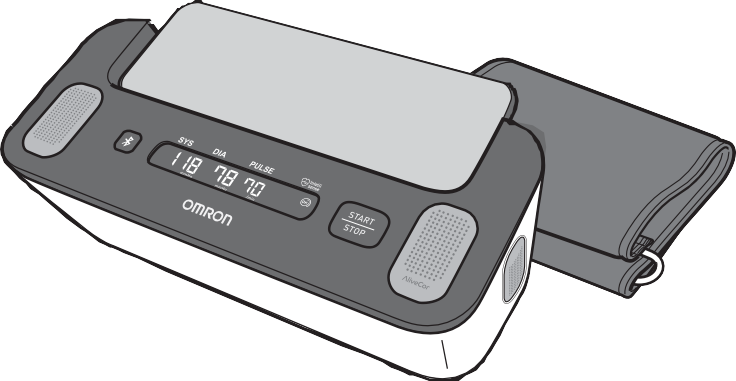 SYS DIA PULSE
118 78 70
OMRON
START
STOP
AliveCor